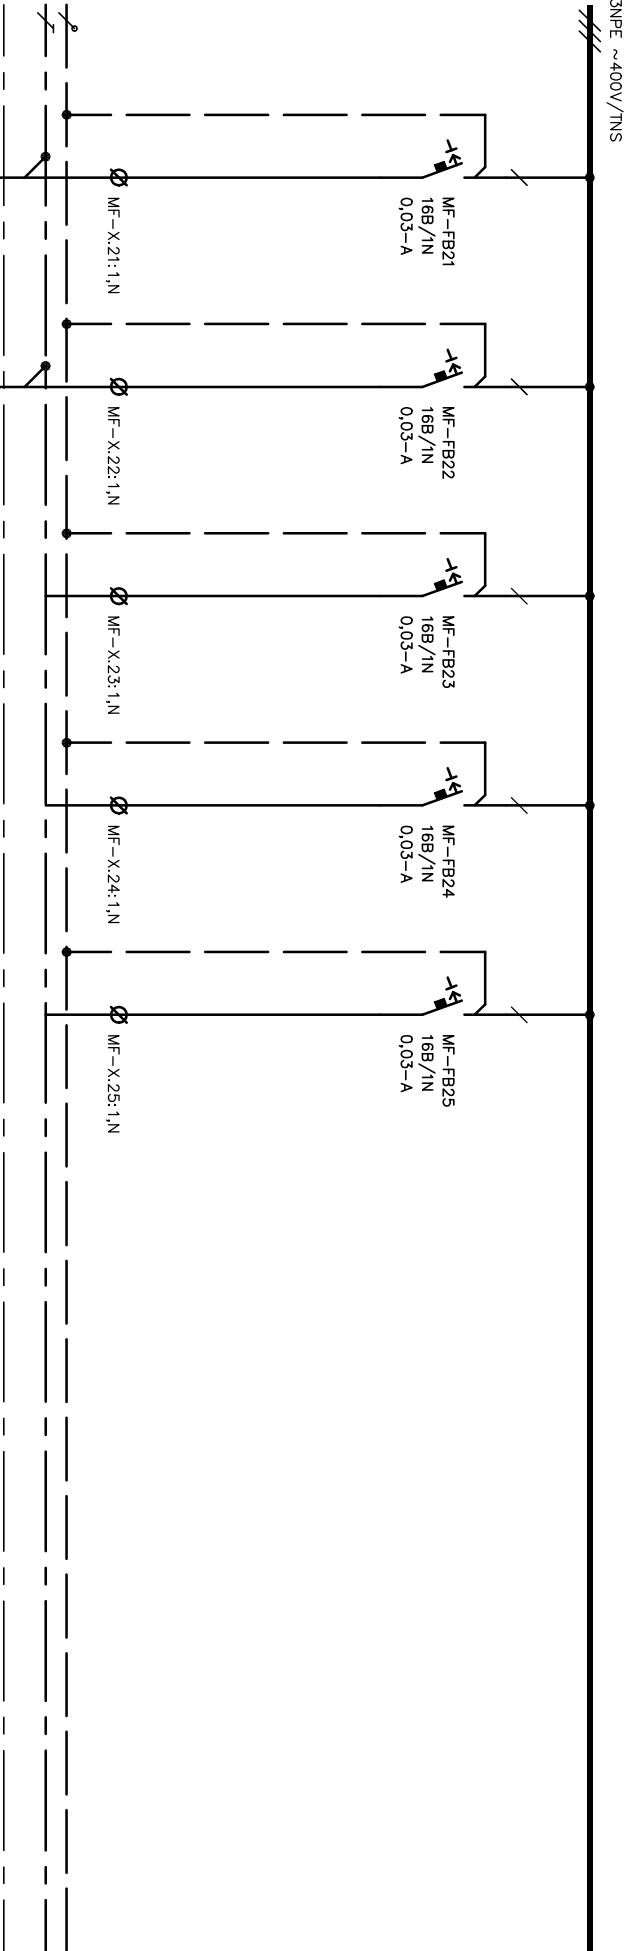 3NPE ~400V/TNS
MF-FB21
16B/1N
0,03-A
MF-X.21:1,N
MF-FB22
16B/1N
0,03-A
MF-X.22:1,N
MF-FB23
16B/1N
0,03-A
MF-X.23:1,N
MF-FB24
16B/1N
0,03-A
MF-X.24:1,N
MF-FB25
16B/1N
0,03-A
MF-X.25:1,N